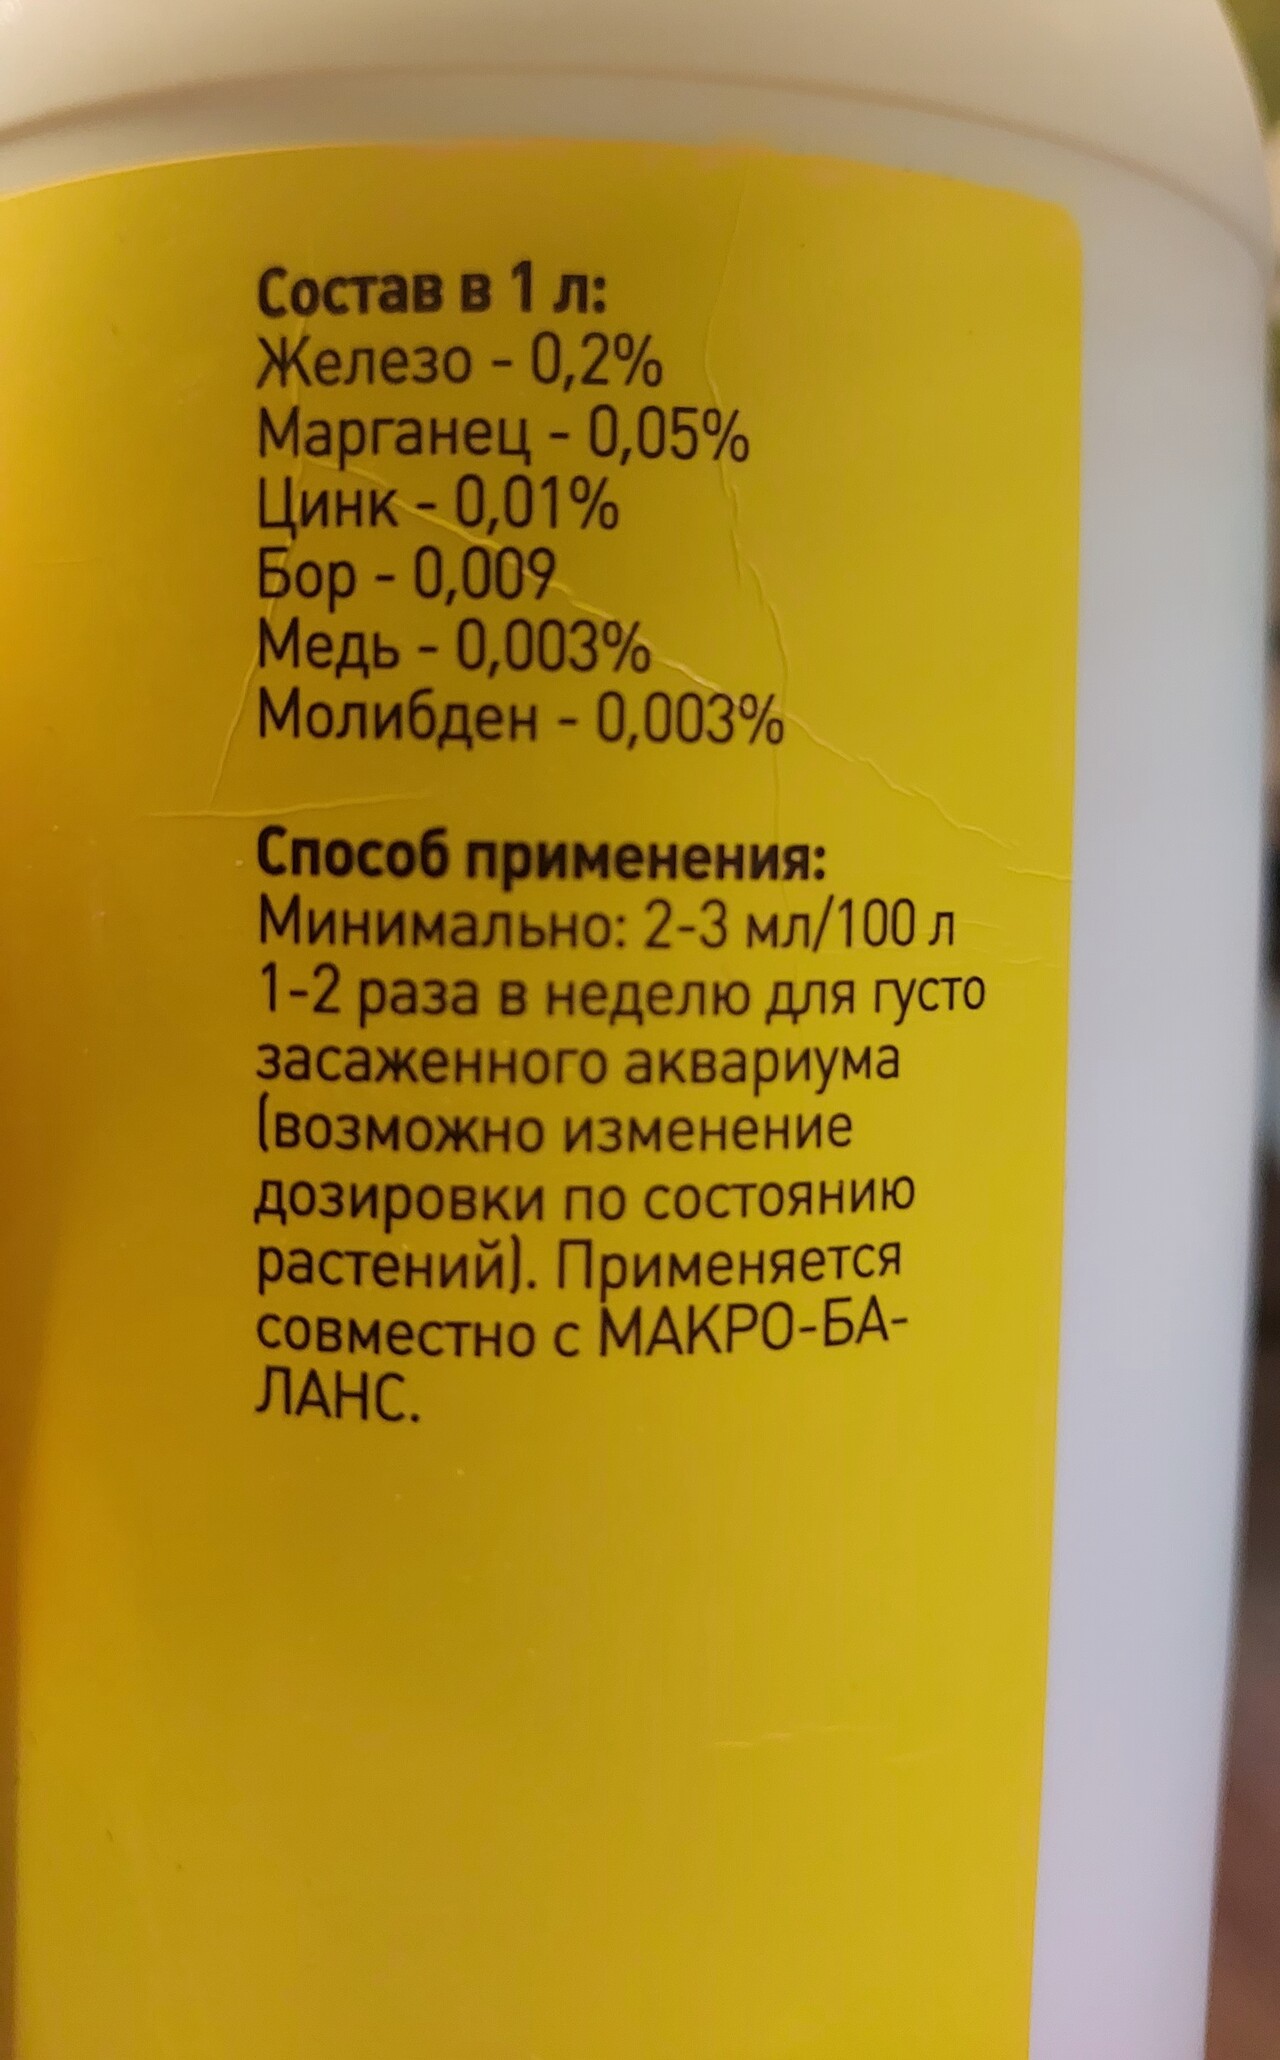 Состав в 1 л:
Железо - 0,2%
Марганец - 0,05%
Цинк - 0,01%
Бор - 0,009
Медь - 0,003%
Молибден - 0,003%
Способ применения:
Минимально: 2-3 мл/100 л
1-2 раза в неделю для густо
засаженного аквариума
(возможно изменение
дозировки по состоянию
растений). Применяется
совместно с МАКРО-БА-
ЛАНС.